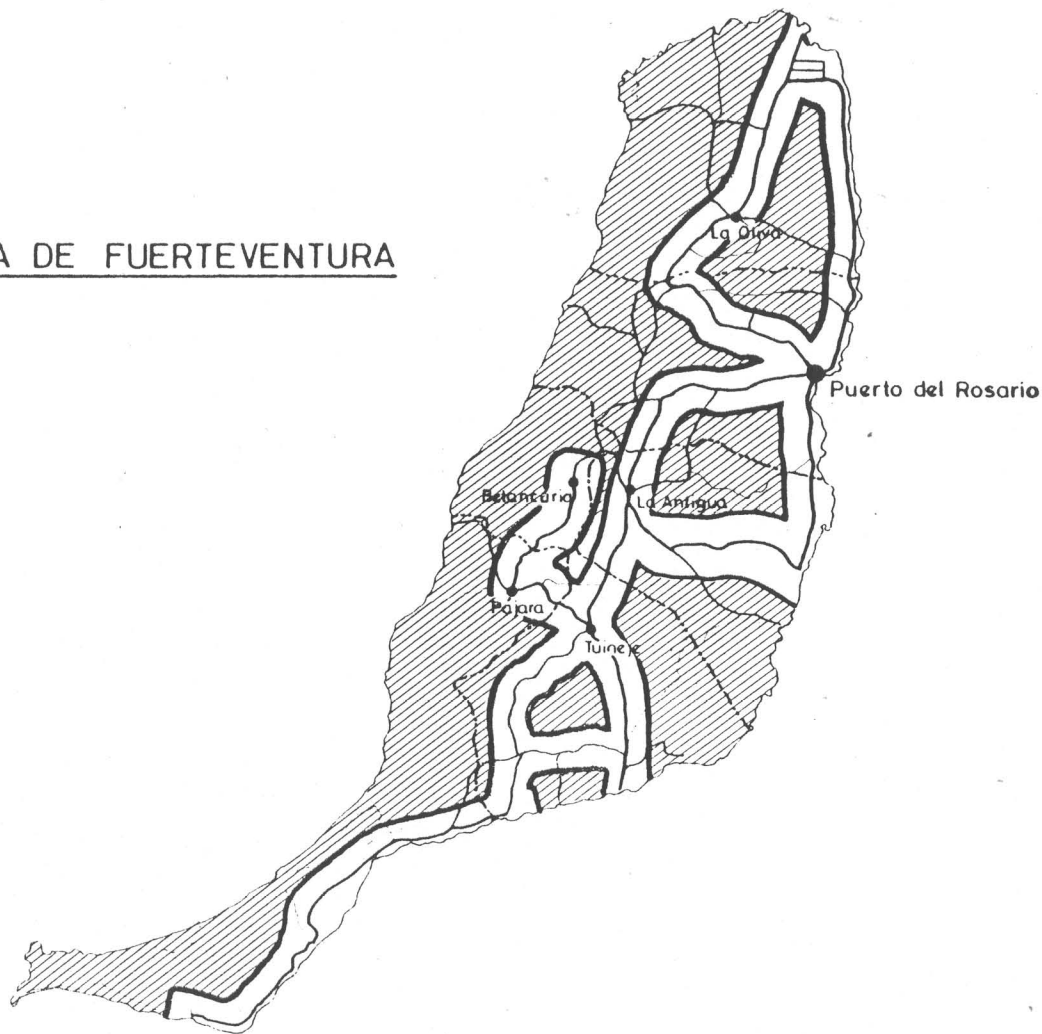 A DE FUERTEVENTURA
La Oliva
Puerto del Rosario
Betancuria
La Antigua
Pajara
Tuineje